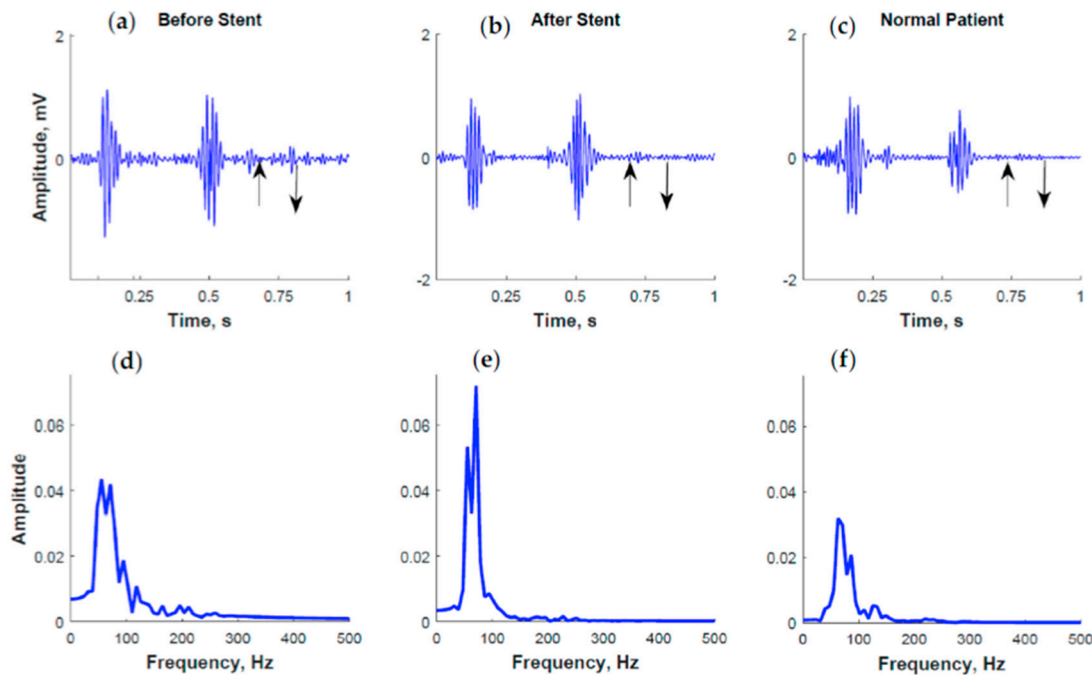 (a) Before Stent
(b) After Stent
(c) Normal Patient
Amplitude, mV
2
0
0.25 0.5 0.75 1
Time, s
2
0
-2
0.25 0.5 0.75 1
Time, s
2
0
-2
0.25 0.5 0.75 1
Time, s
(d)
(e)
(f)
Amplitude
0.06
0.04
0.02
0
0 100 200 300 400 500
Frequency, Hz
0.06
0.04
0.02
0
0 100 200 300 400 500
Frequency, Hz
0.06
0.04
0.02
0
0 100 200 300 400 500
Frequency, Hz